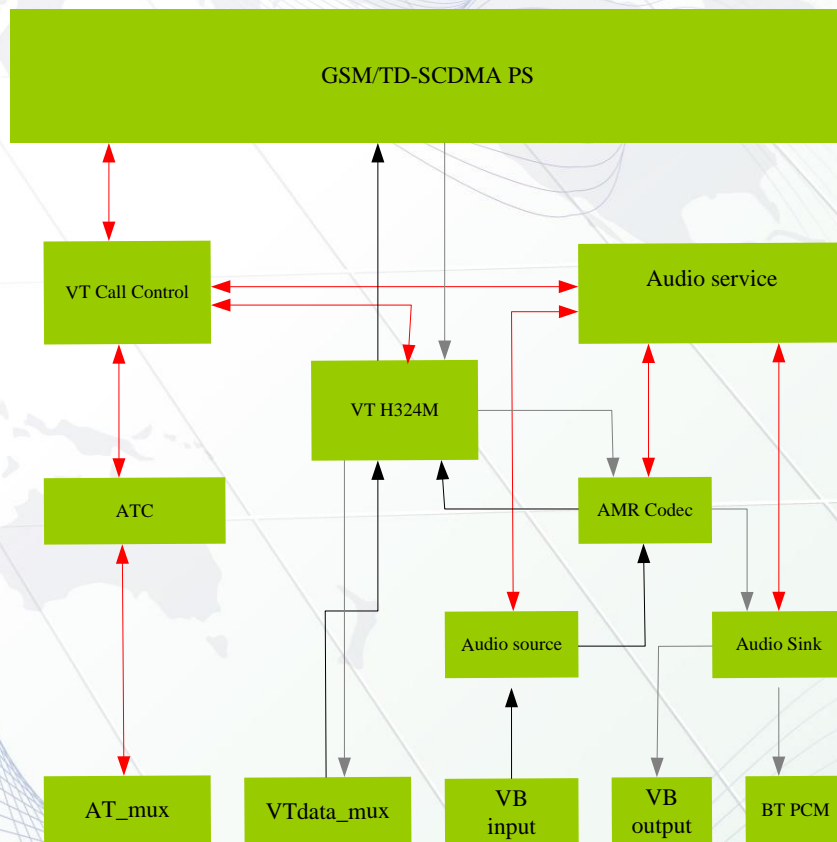 GSM/TD-SCDMA PS
VT Call Control
Audio service
VT H324M
ATC
AMR Codec
Audio source
Audio Sink
AT_mux
VTdata_mux
VB
input
VB
output
BT PCM